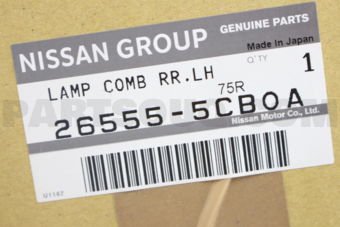 NISSAN GROUP GENUINE PARTS
Made In Japan
LAMP COMB RR.LH
Q'TY 1
75R
26555-5CB0A
Nissan Motor Co., Ltd.
U1162